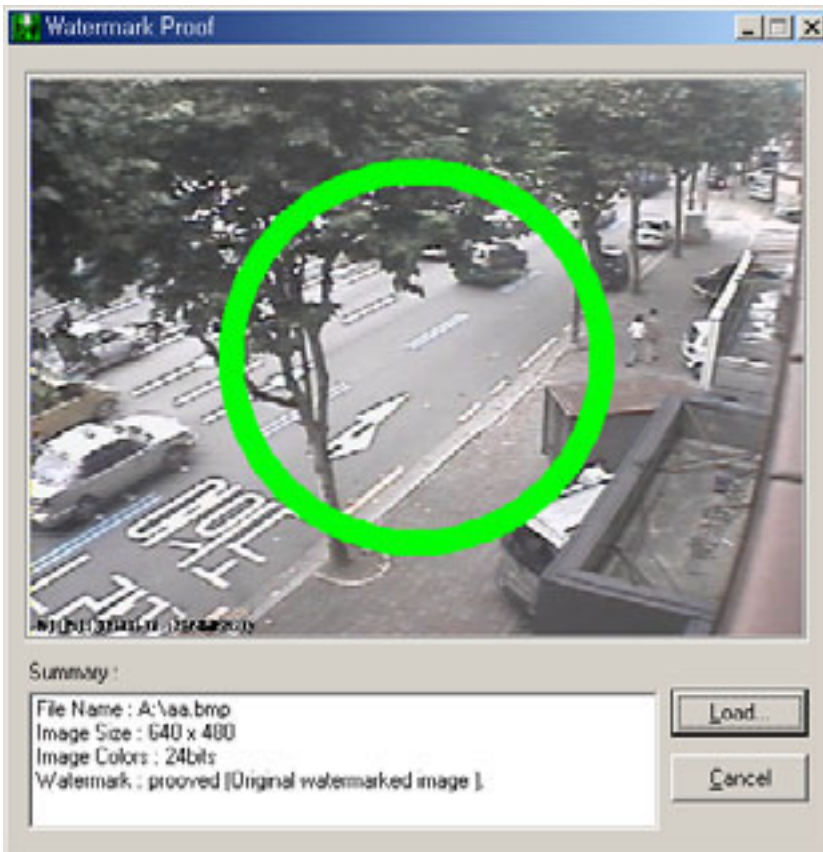 Watermark Proof
Summary :
File Name : A:\aa.bmp
Image Size : 640 x 480
Image Colors : 24bits
Watermark : prooved [Original watermarked image ].
Load...
Cancel